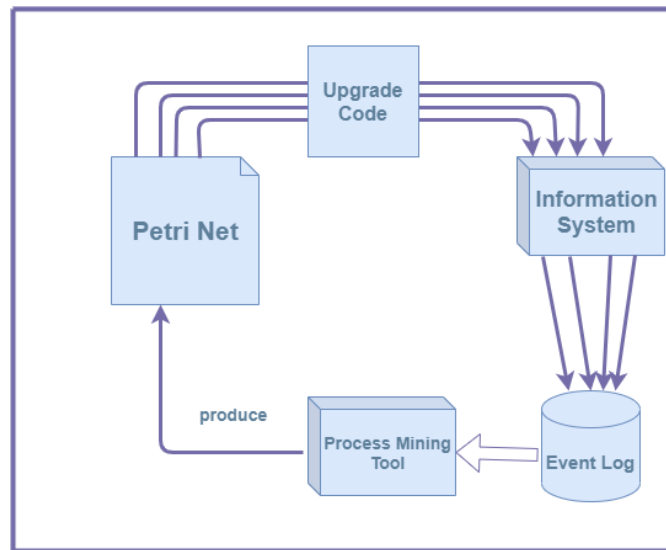 Upgrade
Code
Petri Net
Information
System
produce
Process Mining
Tool
Event Log